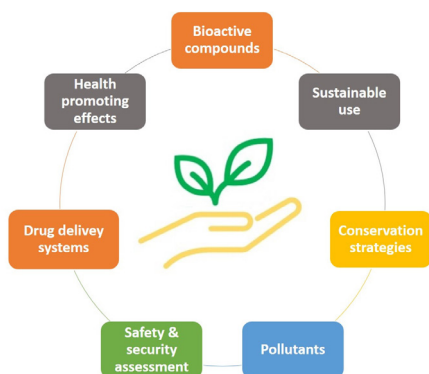 Bioactive
compounds
Sustainable
use
Conservation
strategies
Pollutants
Safety &
security
assessment
Drug delivey
systems
Health
promoting
effects